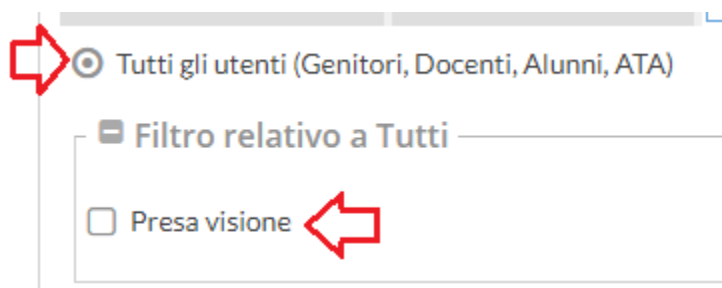 Tutti gli utenti (Genitori, Docenti, Alunni, ATA)
Filtro relativo a Tutti
Presa visione